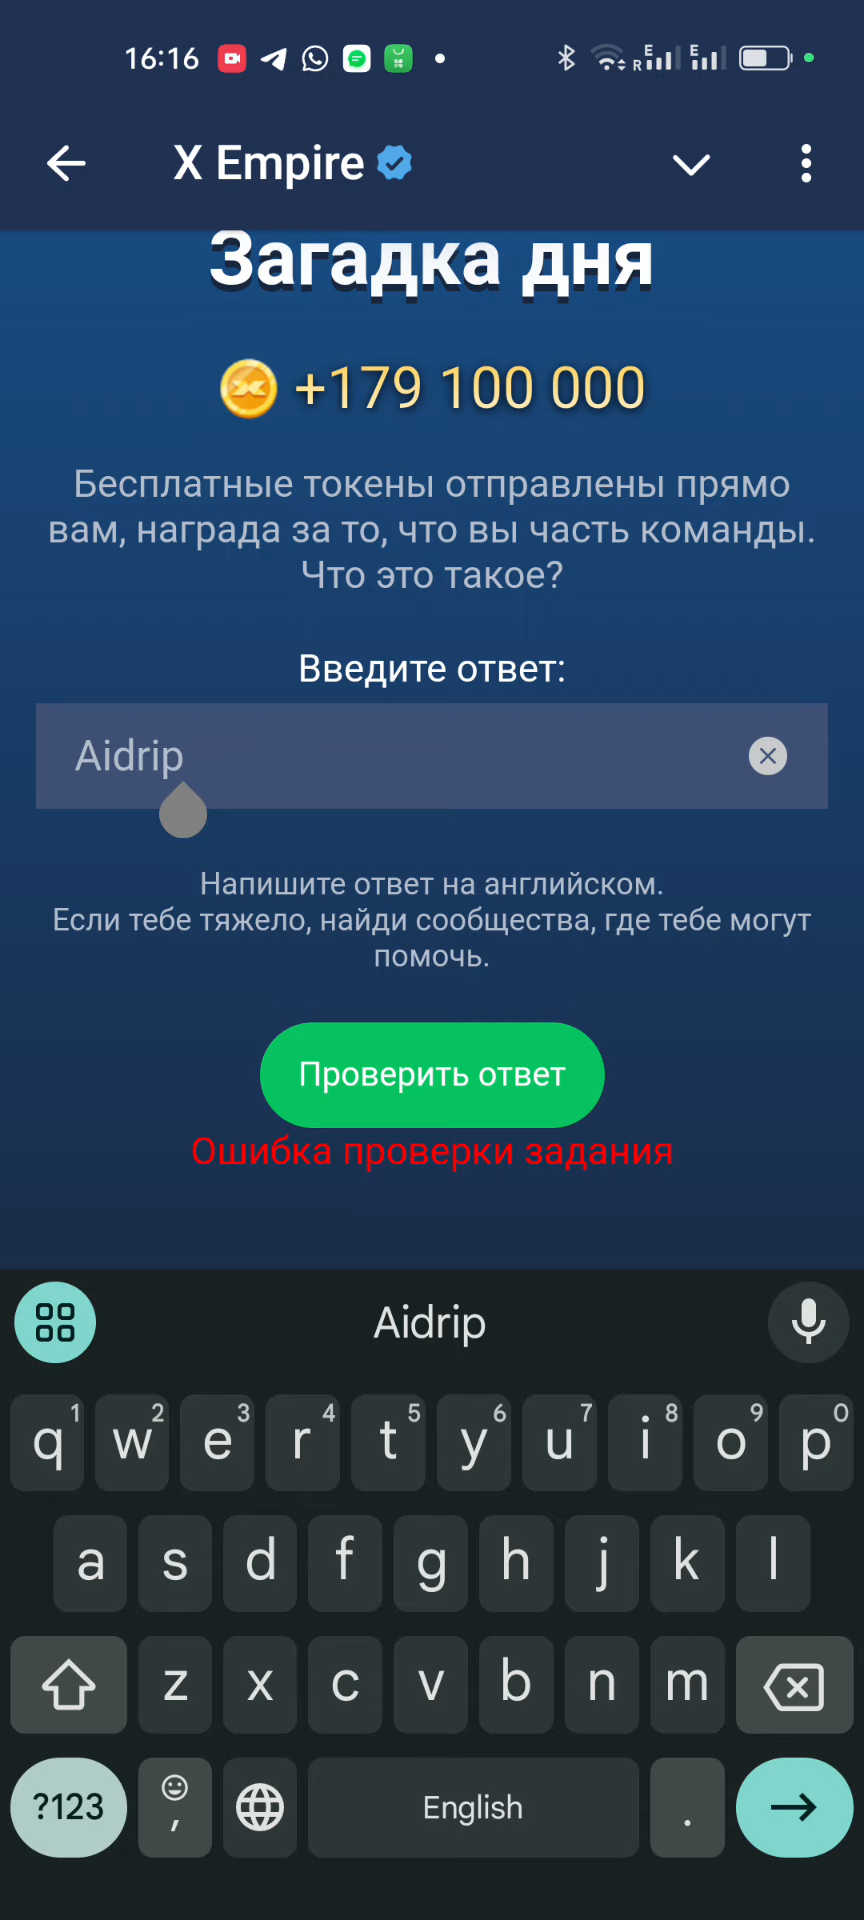 16:16
R E E
X Empire
Загадка дня
+179 100 000
Бесплатные токены отправлены прямо
вам, награда за то, что вы часть команды.
Что это такое?
Введите ответ:
Aidrip
Напишите ответ на английском.
Если тебе тяжело, найди сообщества, где тебе могут
помочь.
Проверить ответ
Ошибка проверки задания
Aidrip
1 2 3 4 5 6 7 8 9 0
q w e r t y u i o p
a s d f g h j k l
z x c v b n m
?123 , English .